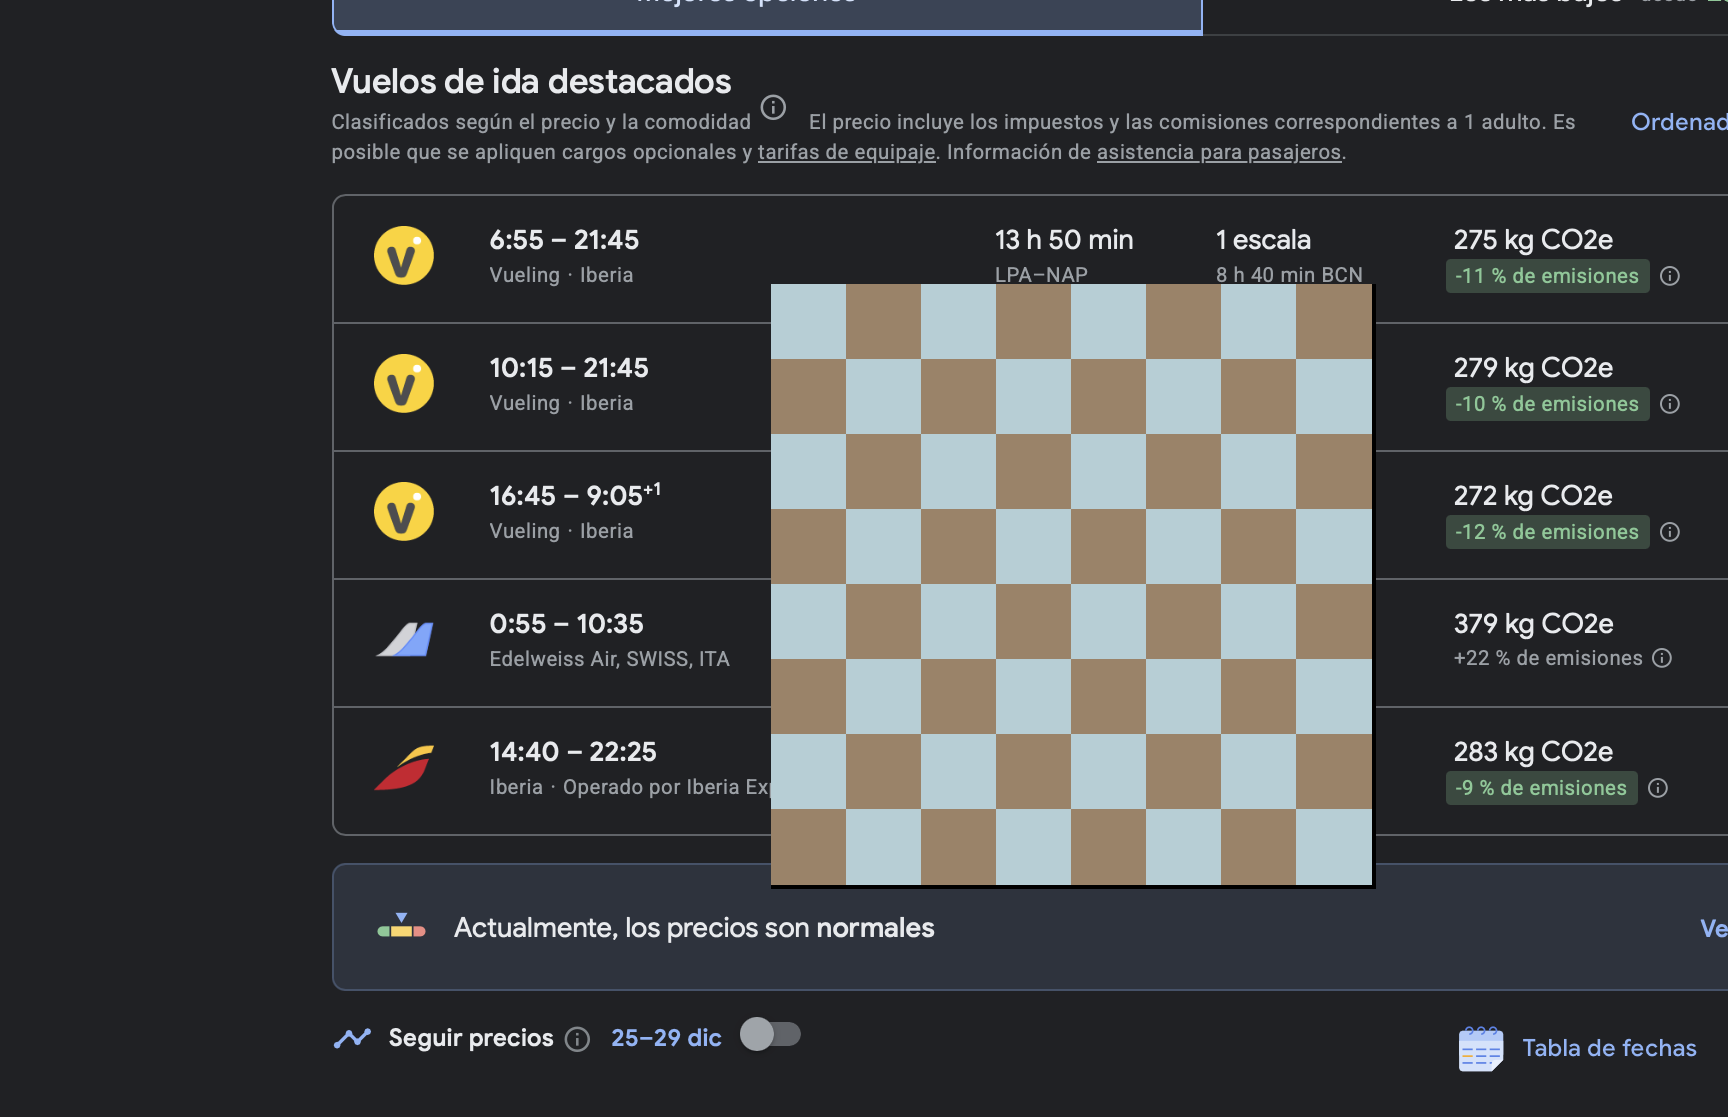 Vuelos de ida destacados
Clasificados según el precio y la comodidad El precio incluye los impuestos y las comisiones correspondientes a 1 adulto. Es
posible que se apliquen cargos opcionales y tarifas de equipaje. Información de asistencia para pasajeros.
6:55 – 21:45 13 h 50 min 1 escala 275 kg CO2e
Vueling · Iberia LPA–NAP 8 h 40 min BCN -11 % de emisiones
10:15 – 21:45 279 kg CO2e
Vueling · Iberia -10 % de emisiones
16:45 – 9:05+1 272 kg CO2e
Vueling · Iberia -12 % de emisiones
0:55 – 10:35 379 kg CO2e
Edelweiss Air, SWISS, ITA +22 % de emisiones
14:40 – 22:25 283 kg CO2e
Iberia · Operado por Iberia -9 % de emisiones
Actualmente, los precios son normales
Seguir precios 25–29 dic
Tabla de fechas